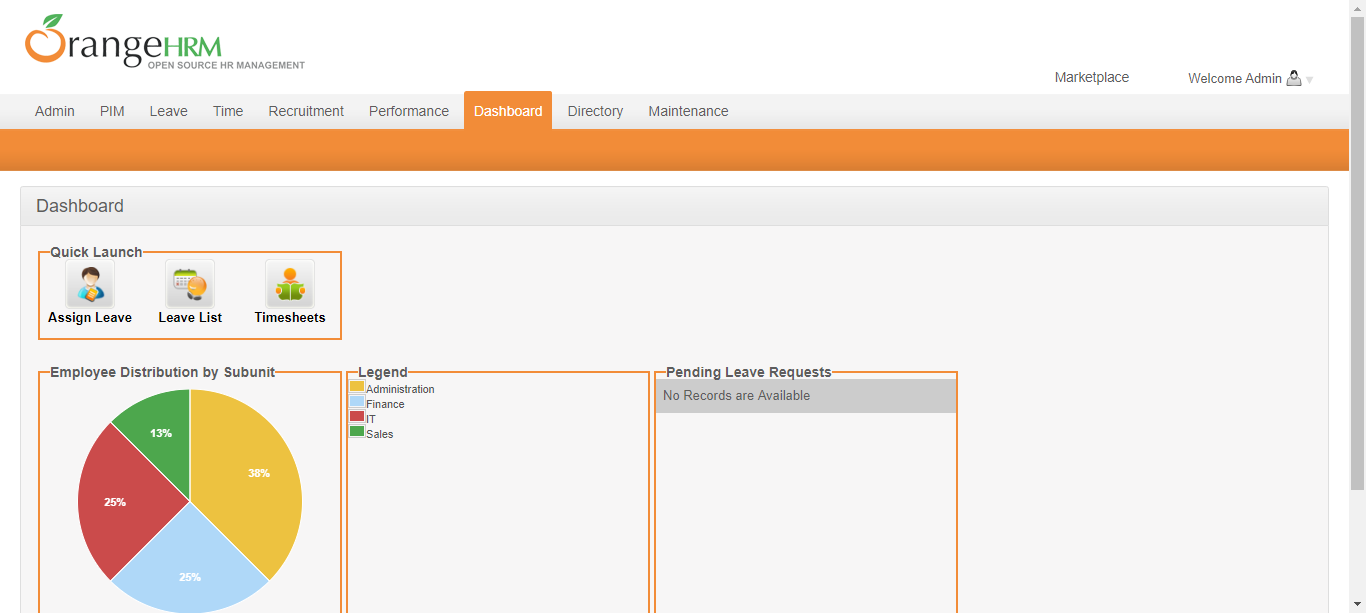 OrangeHRM
OPEN SOURCE HR MANAGEMENT
Marketplace
Welcome Admin
Admin PIM Leave Time Recruitment Performance Dashboard Directory Maintenance
Dashboard
Quick Launch
Assign Leave Leave List Timesheets
Employee Distribution by Subunit
13%
38%
25%
25%
Legend
Administration
Finance
IT
Sales
Pending Leave Requests
No Records are Available